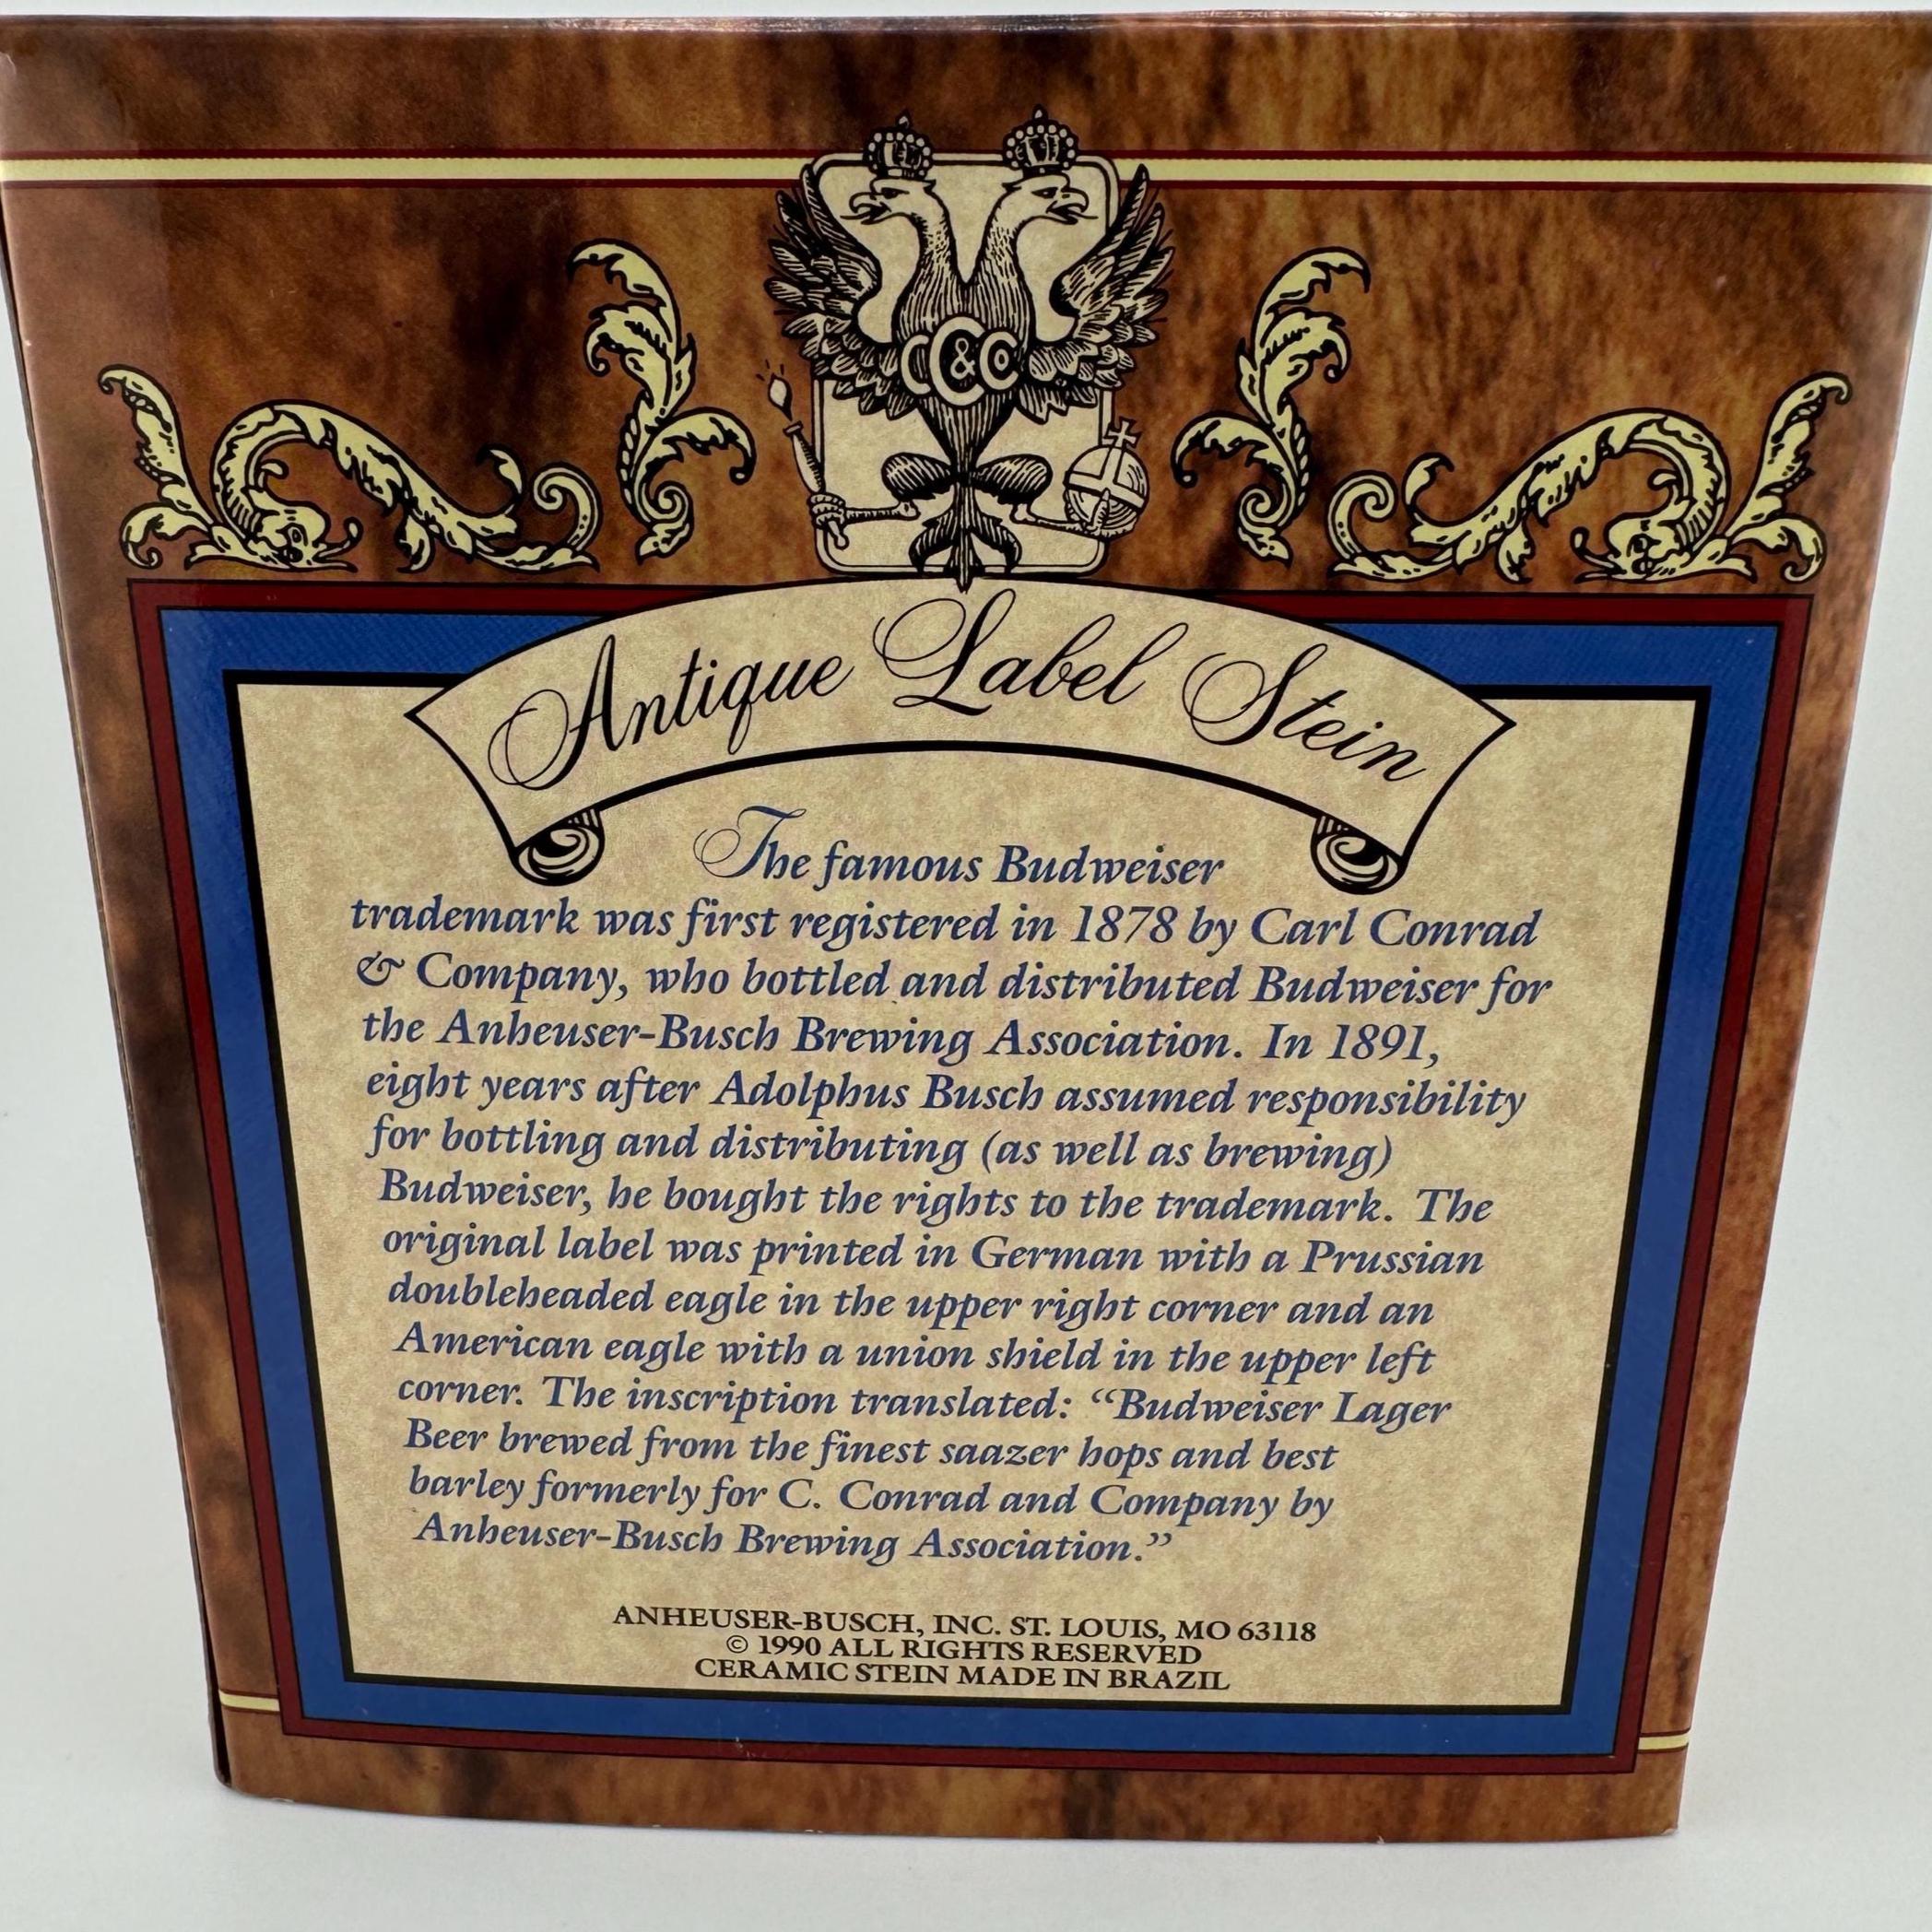 CC&Co
Antique Label Stein
The famous Budweiser
trademark was first registered in 1878 by Carl Conrad
& Company, who bottled and distributed Budweiser for
the Anheuser-Busch Brewing Association. In 1891,
eight years after Adolphus Busch assumed responsibility
for bottling and distributing (as well as brewing)
Budweiser, he bought the rights to the trademark. The
original label was printed in German with a Prussian
doubleheaded eagle in the upper right corner and an
American eagle with a union shield in the upper left
corner. The inscription translated: “Budweiser Lager
Beer brewed from the finest saazer hops and best
barley formerly for C. Conrad and Company by
Anheuser-Busch Brewing Association.”
ANHEUSER-BUSCH, INC. ST. LOUIS, MO 63118
© 1990 ALL RIGHTS RESERVED
CERAMIC STEIN MADE IN BRAZIL